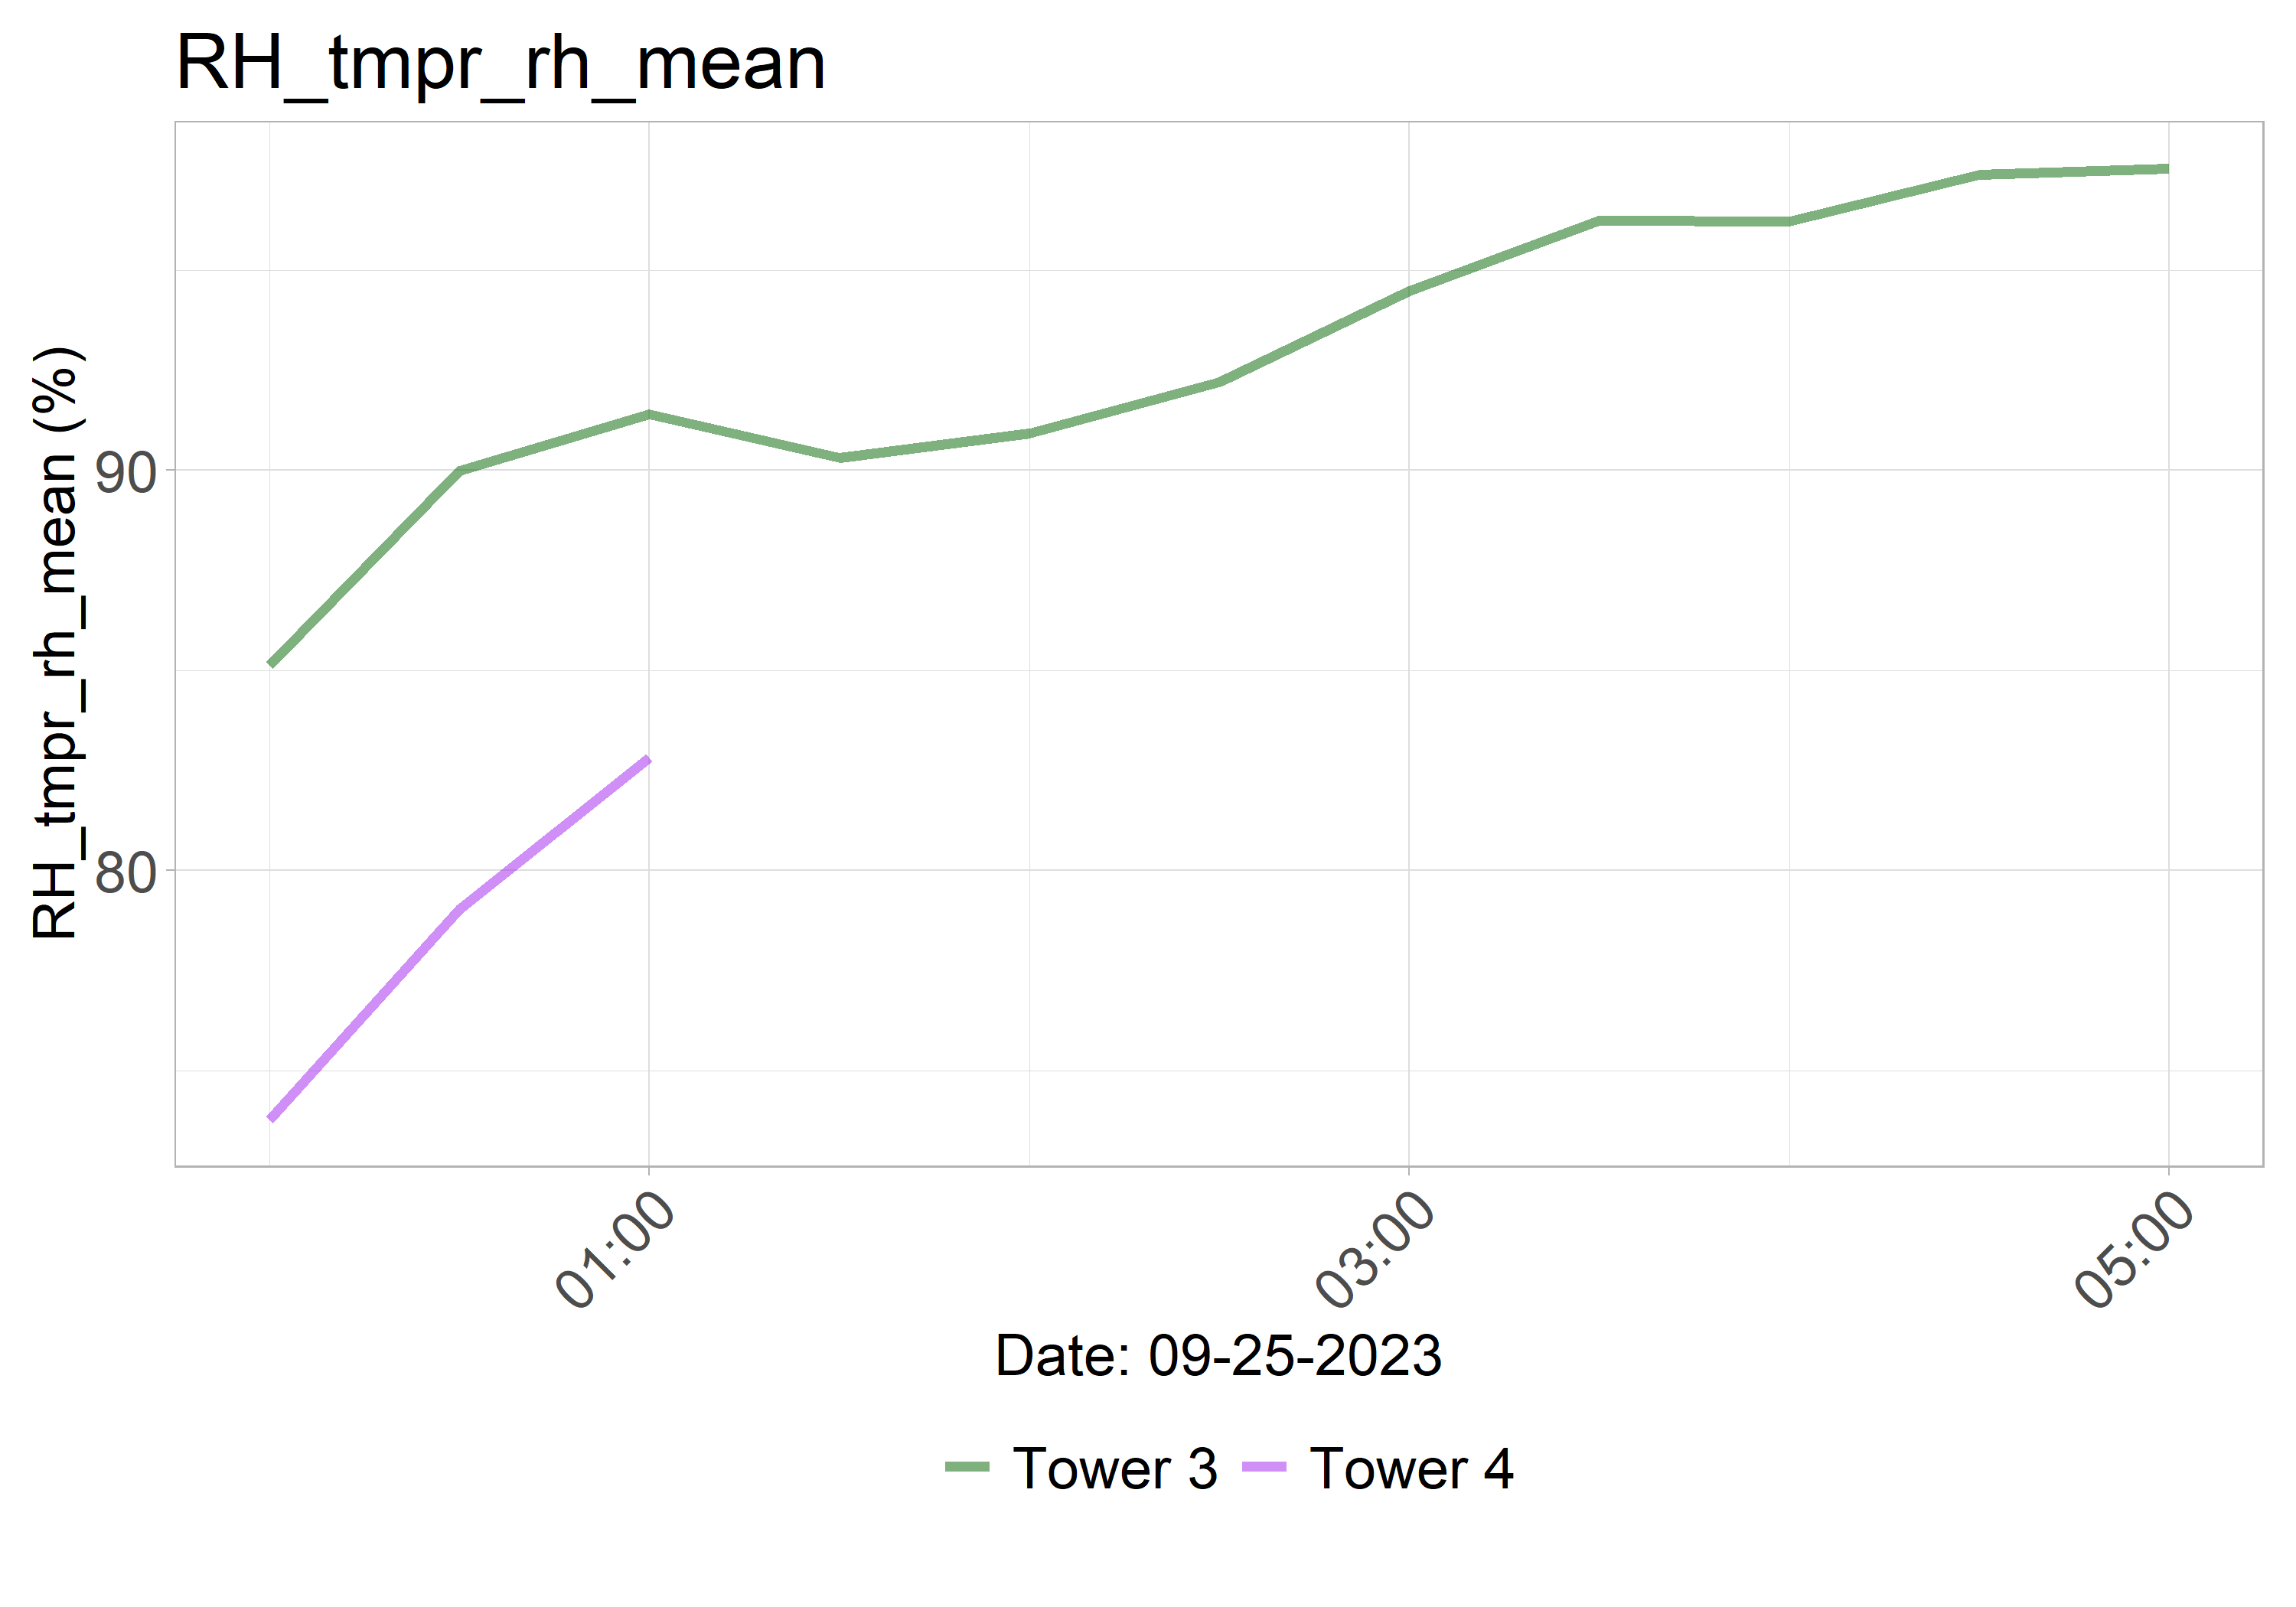 RH_tmpr_rh_mean
RH_tmpr_rh_mean (%)
90
80
01:00
03:00
05:00
Date: 09-25-2023
Tower 3
Tower 4